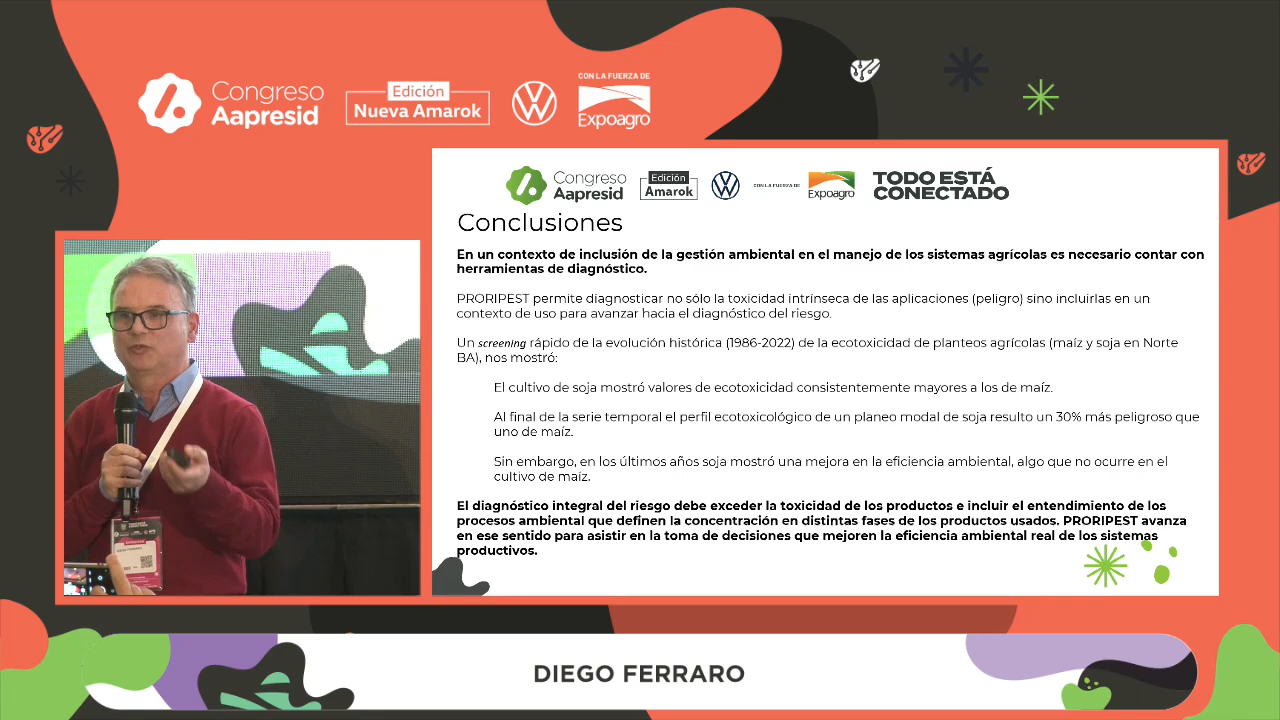 Congreso
Aapresid
Edición
Nueva Amarok
CON LA FUERZA DE
Expoagro
Congreso
Aapresid
Edición
Amarok
CON LA FUERZA DE
Expoagro
TODO ESTÁ
CONECTADO
Conclusiones
En un contexto de inclusión de la gestión ambiental en el manejo de los sistemas agrícolas es necesario contar con
herramientas de diagnóstico.
PRORIPEST permite diagnosticar no sólo la toxicidad intrínseca de las aplicaciones (peligro) sino incluirlas en un
contexto de uso para avanzar hacia el diagnóstico del riesgo.
Un screening rápido de la evolución histórica (1986-2022) de la ecotoxicidad de planteos agrícolas (maíz y soja en Norte
BA), nos mostró:
El cultivo de soja mostró valores de ecotoxicidad consistentemente mayores a los de maíz.
Al final de la serie temporal el perfil ecotoxicológico de un planeo modal de soja resulto un 30% más peligroso que
uno de maíz.
Sin embargo, en los últimos años soja mostró una mejora en la eficiencia ambiental, algo que no ocurre en el
cultivo de maíz.
El diagnóstico integral del riesgo debe exceder la toxicidad de los productos e incluir el entendimiento de los
procesos ambiental que definen la concentración en distintas fases de los productos usados. PRORIPEST avanza
en ese sentido para asistir en la toma de decisiones que mejoren la eficiencia ambiental real de los sistemas
productivos.
DIEGO FERRARO